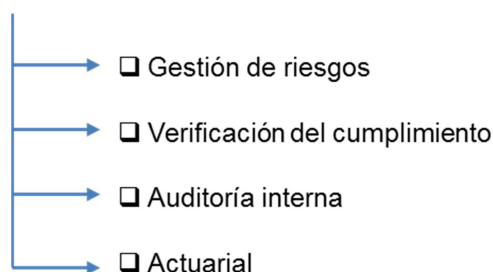 ❑ Gestión de riesgos
❑ Verificación del cumplimiento
❑ Auditoría interna
❑ Actuarial